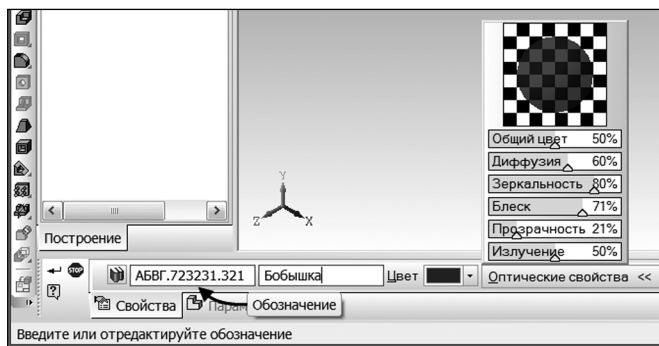 Общий цвет 50%
Диффузия 60%
Зеркальность 80%
Блеск 71%
Прозрачность 21%
Излучение 50%
Y
Z X
Построение
STOP АБВГ.723231.321 Бобышка Цвет Оптические свойства <<
Свойства Парам Обозначение
Введите или отредактируйте обозначение